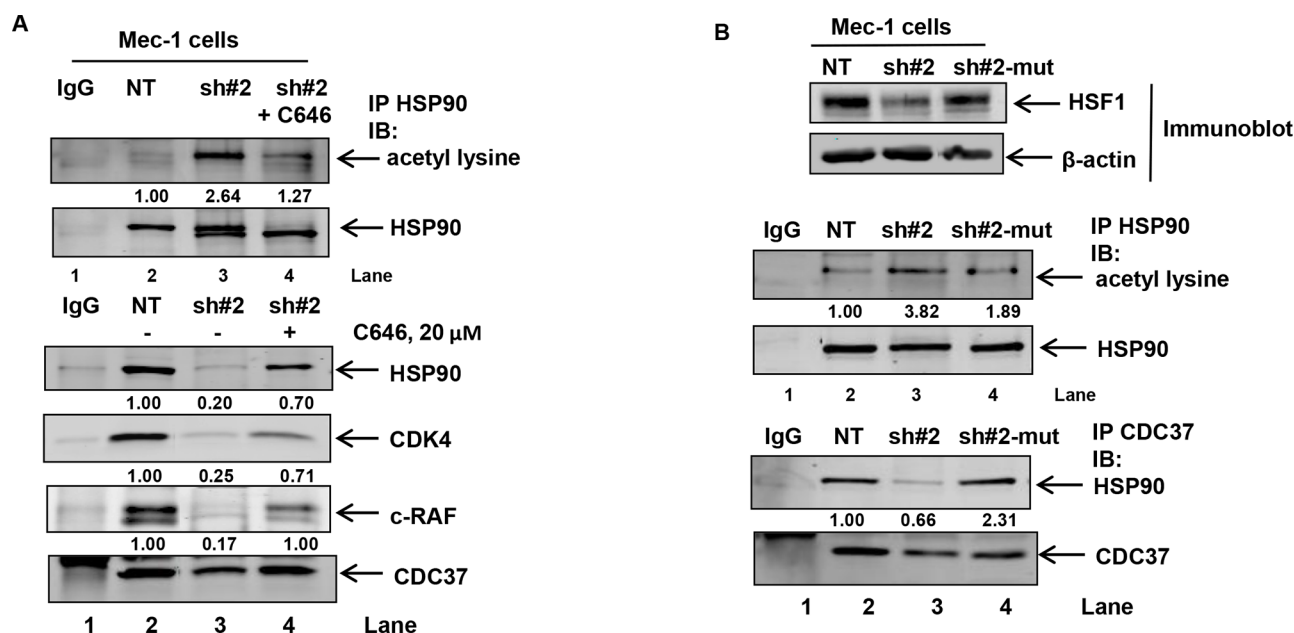 A
Mec-1 cells
IgG NT sh#2 sh#2 + C646
IP HSP90
IB:
acetyl lysine
1.00 2.64 1.27
HSP90
1 2 3 4 Lane
IgG NT sh#2 sh#2
- - + C646, 20 µM
HSP90
1.00 0.20 0.70
CDK4
1.00 0.25 0.71
c-RAF
1.00 0.17 1.00
CDC37
1 2 3 4 Lane
B
Mec-1 cells
NT sh#2 sh#2-mut
HSF1
Immunoblot
β-actin
IgG NT sh#2 sh#2-mut
IP HSP90
IB:
acetyl lysine
1.00 3.82 1.89
HSP90
1 2 3 4 Lane
IgG NT sh#2 sh#2-mut
IP CDC37
IB:
HSP90
1.00 0.66 2.31
CDC37
1 2 3 4 Lane